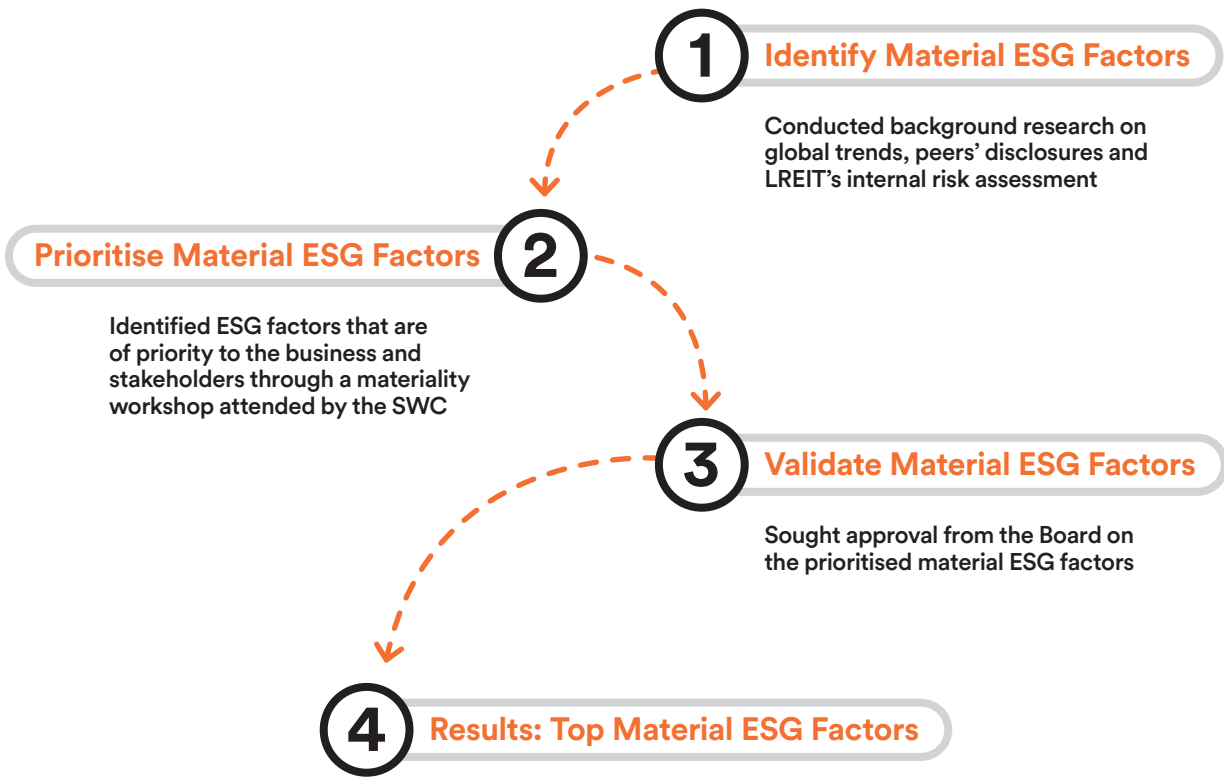 1
Identify Material ESG Factors
Conducted background research on
global trends, peers’ disclosures and
LREIT’s internal risk assessment
Prioritise Material ESG Factors
2
Identified ESG factors that are
of priority to the business and
stakeholders through a materiality
workshop attended by the SWC
3
Validate Material ESG Factors
Sought approval from the Board on
the prioritised material ESG factors
4
Results: Top Material ESG Factors